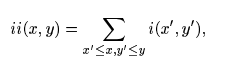 ii(x, y) = ∑_{x′≤x,y′≤y} i(x′, y′),